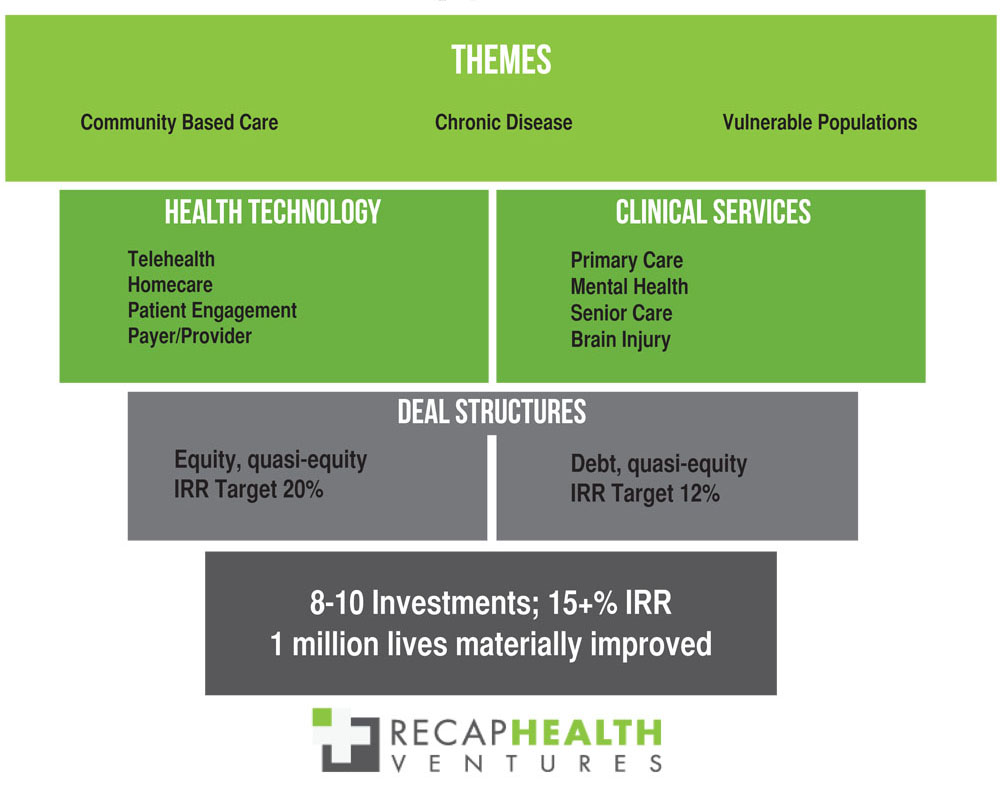 THEMES
Community Based Care Chronic Disease Vulnerable Populations
HEALTH TECHNOLOGY
Telehealth
Homecare
Patient Engagement
Payer/Provider
CLINICAL SERVICES
Primary Care
Mental Health
Senior Care
Brain Injury
DEAL STRUCTURES
Equity, quasi-equity
IRR Target 20%
Debt, quasi-equity
IRR Target 12%
8-10 Investments; 15+% IRR
1 million lives materially improved
RECAPHEALTH
VENTURES